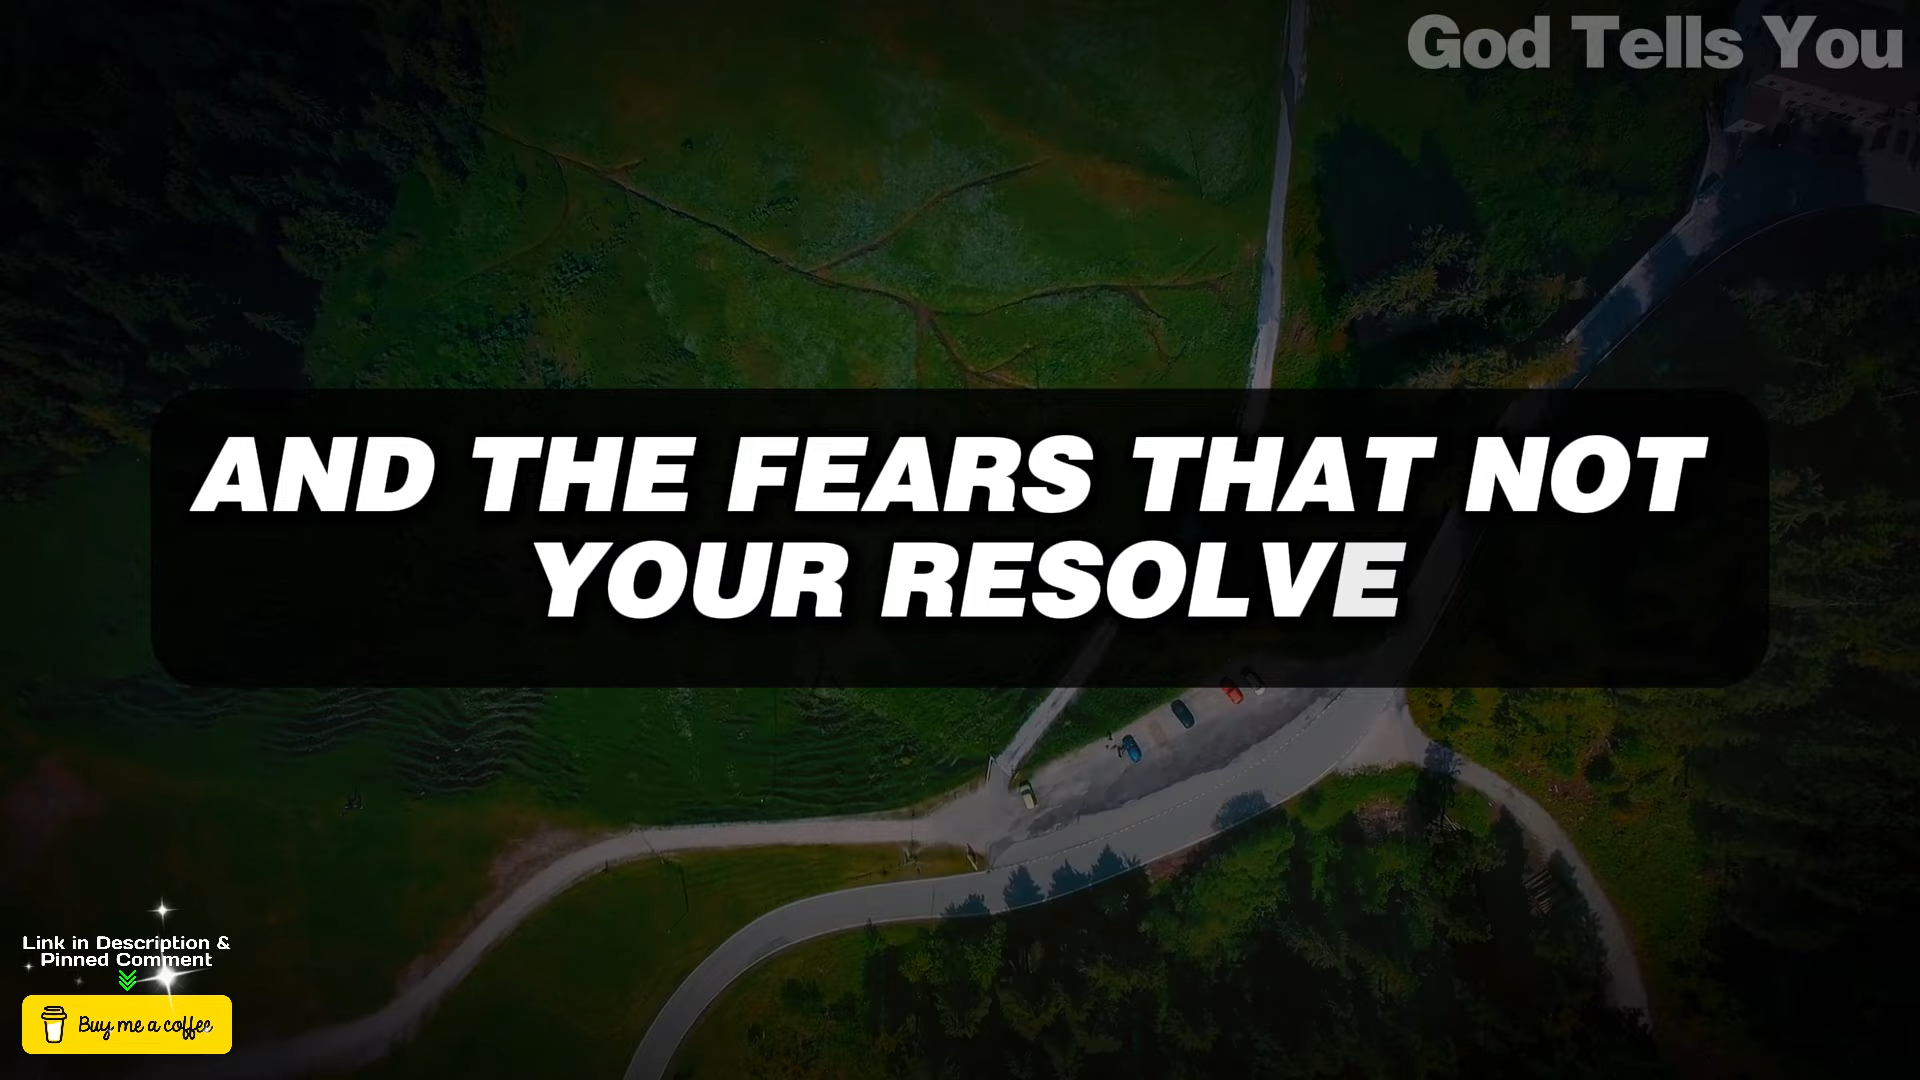 God Tells You
AND THE FEARS THAT NOT
YOUR RESOLVE
Link in Description &
Pinned Comment
Buy me a coffee